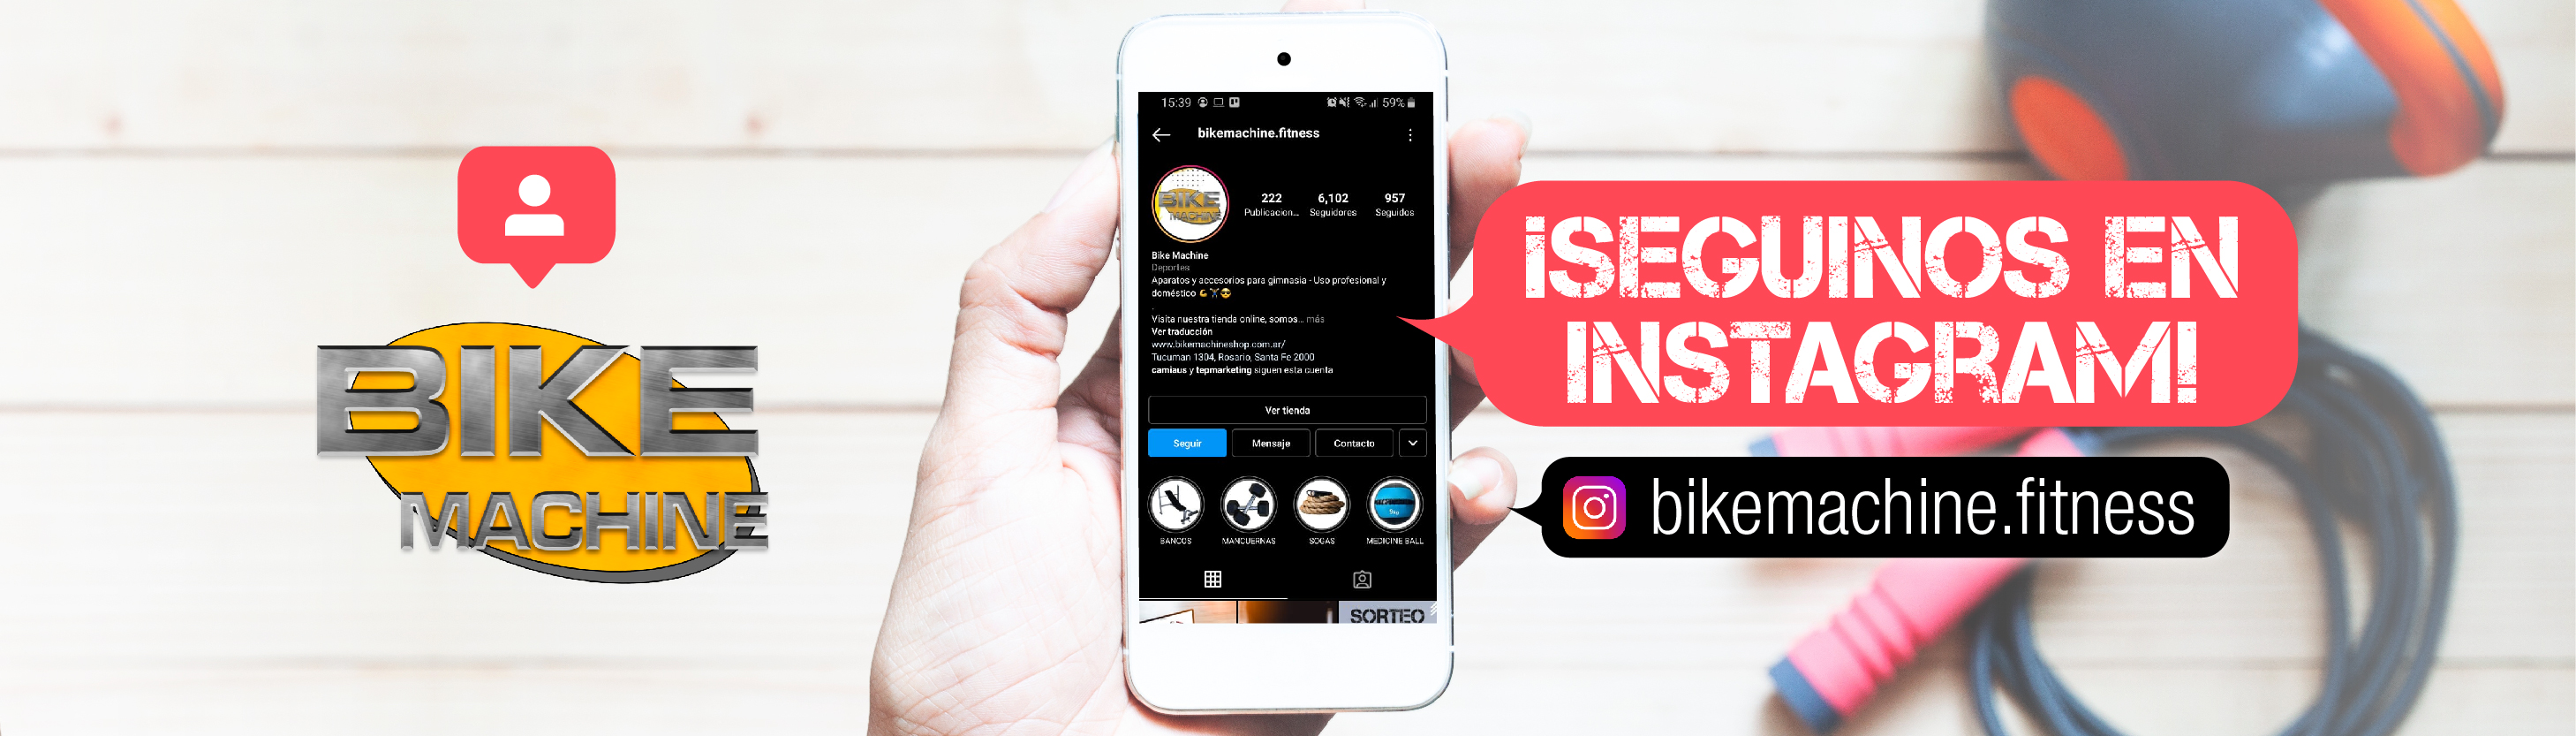 BIKE
MACHINE
15:39
59%
bikemachine.fitness
BIKE
MACHINE
222
6,102
957
Publicacion...
Seguidores
Seguidos
Bike Machine
Deportes
Aparatos y accesorios para gimnasia - Uso profesional y
doméstico 💪🏋😎
.
Visita nuestra tienda online, somos... más
Ver traducción
www.bikemachineshop.com.ar/
Tucuman 1304, Rosario, Santa Fe 2000
camiaus y tepmarketing siguen esta cuenta
Ver tienda
Seguir
Mensaje
Contacto
BANCOS
MANCUERNAS
SOGAS
MEDICINE BALL
SORTEO
¡SEGUINOS EN
INSTAGRAM!
bikemachine.fitness